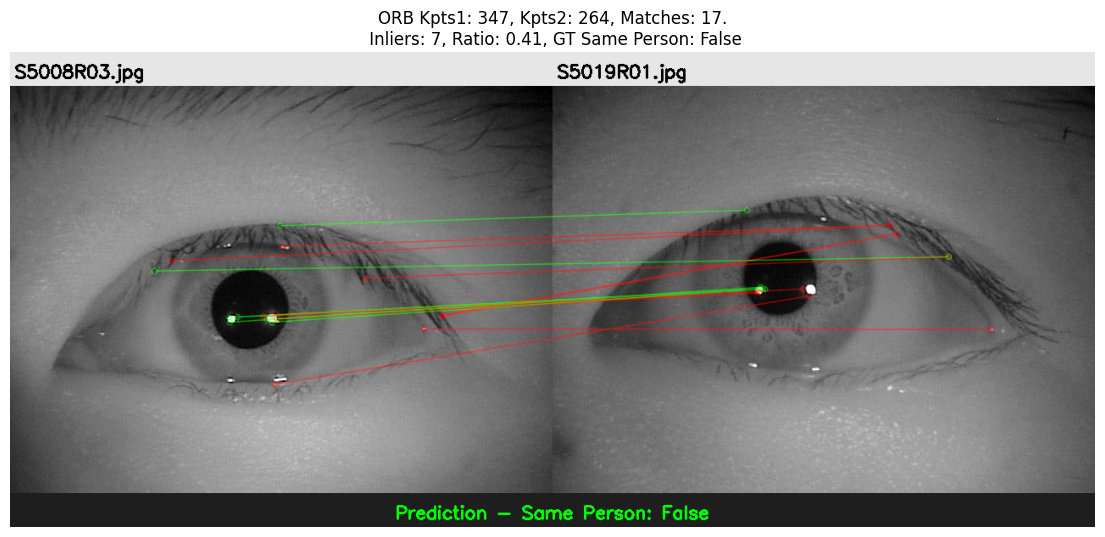 ORB Kpts1: 347, Kpts2: 264, Matches: 17.
Inliers: 7, Ratio: 0.41, GT Same Person: False
S5008R03.jpg
S5019R01.jpg
Prediction - Same Person: False